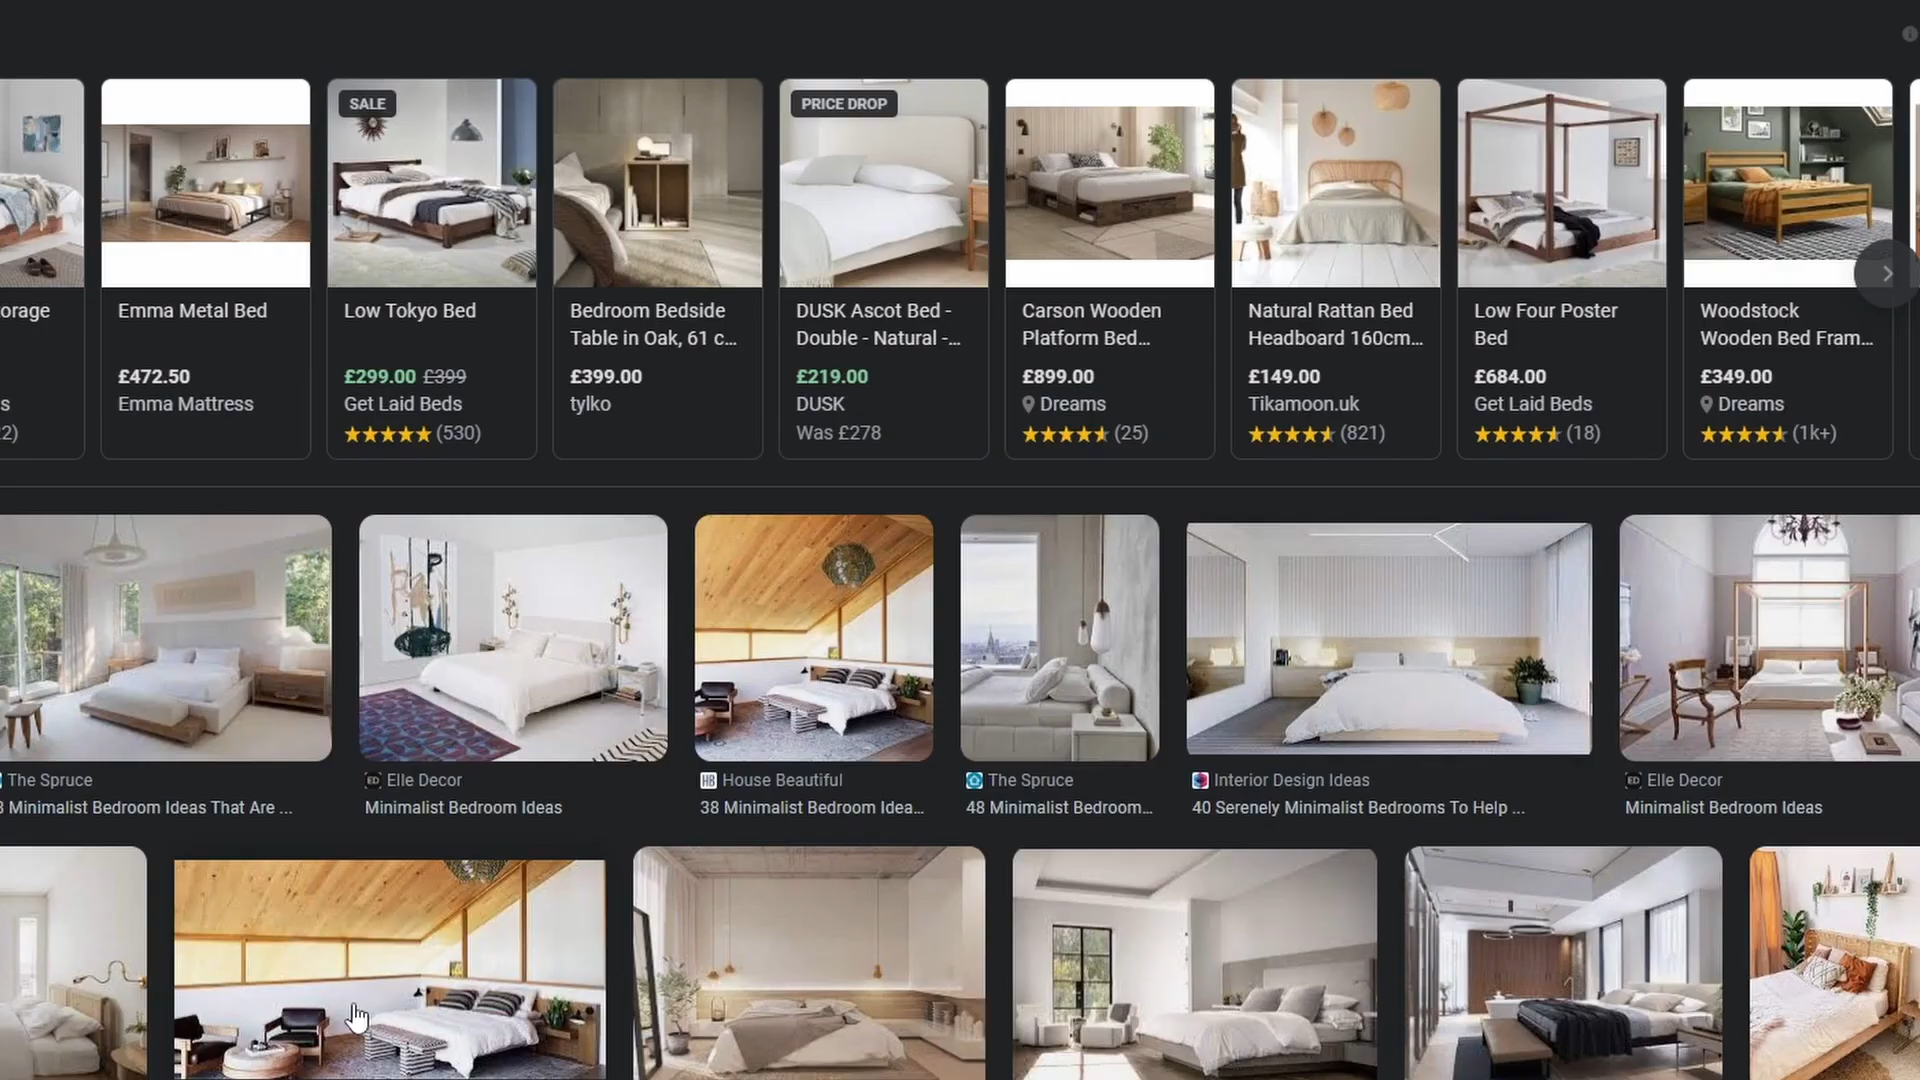 SALE
PRICE DROP
orage
Emma Metal Bed
Low Tokyo Bed
Bedroom Bedside
Table in Oak, 61 c...
DUSK Ascot Bed -
Double - Natural -...
Carson Wooden
Platform Bed...
Natural Rattan Bed
Headboard 160cm...
Low Four Poster
Bed
Woodstock
Wooden Bed Fram...
£472.50
£299.00 £399
£399.00
£219.00
£899.00
£149.00
£684.00
£349.00
s
Emma Mattress
Get Laid Beds
tylko
DUSK
Dreams
Tikamoon.uk
Get Laid Beds
Dreams
2)
(530)
Was £278
(25)
(821)
(18)
(1k+)
The Spruce
Elle Decor
HB House Beautiful
The Spruce
Interior Design Ideas
ED Elle Decor
8 Minimalist Bedroom Ideas That Are ...
Minimalist Bedroom Ideas
38 Minimalist Bedroom Idea...
48 Minimalist Bedroom...
40 Serenely Minimalist Bedrooms To Help ...
Minimalist Bedroom Ideas